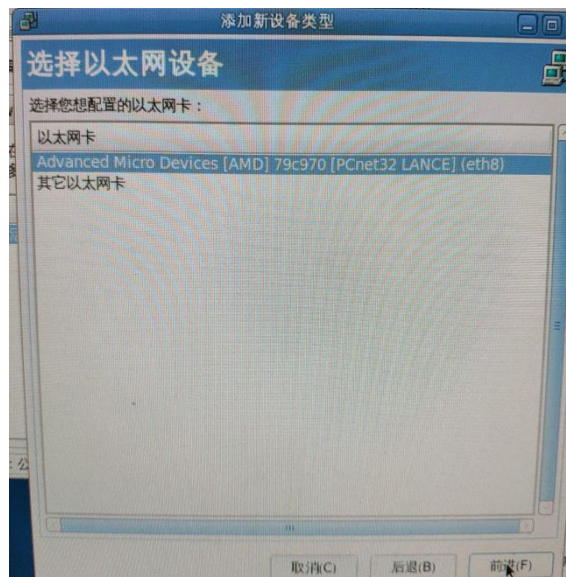 添加新设备类型
选择以太网设备
选择您想配置的以太网卡：
以太网卡
Advanced Micro Devices [AMD] 79c970 [PCnet32 LANCE] (eth8)
其它以太网卡
：公
取消(C) 后退(B) 前进(F)